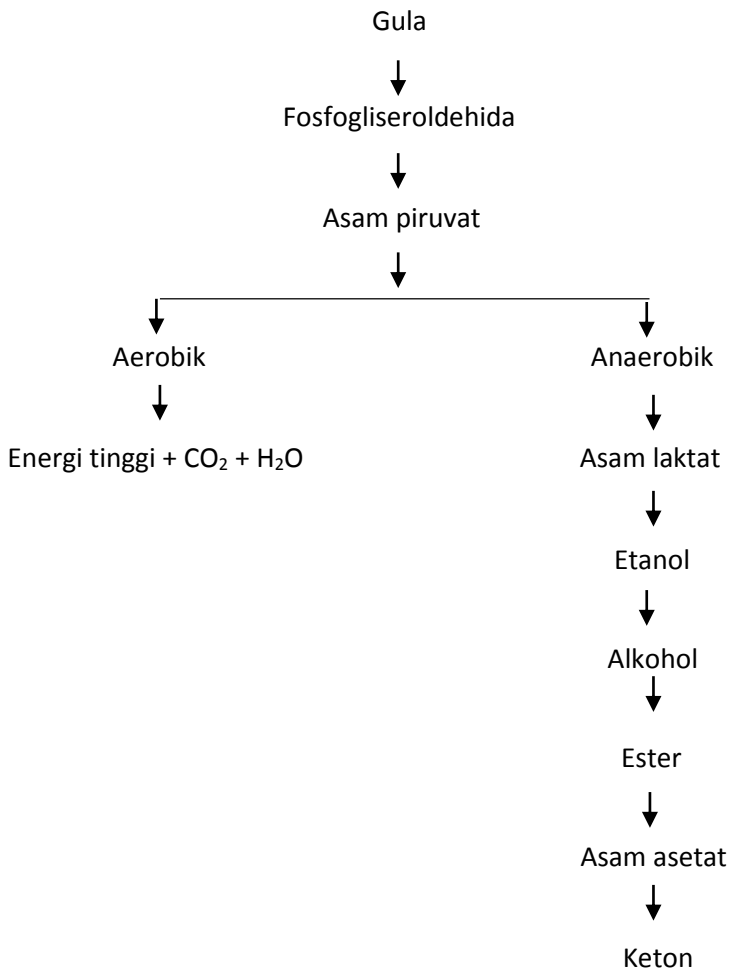 Gula
Fosfogliseroldehida
Asam piruvat
Aerobik
Anaerobik
Energi tinggi + CO₂ + H₂O
Asam laktat
Etanol
Alkohol
Ester
Asam asetat
Keton